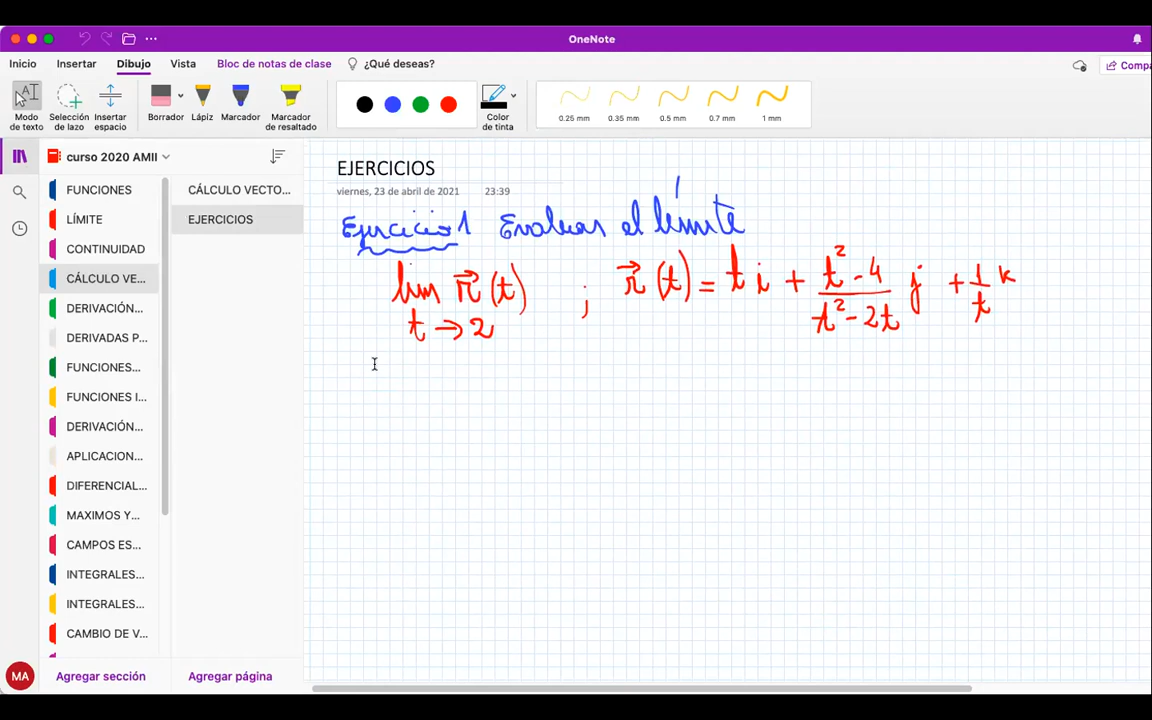 OneNote
Inicio Insertar Dibujo Vista Bloc de notas de clase ¿Qué deseas? Compa
Modo de texto
Selección de lazo
Insertar espacio
Borrador
Lápiz
Marcador
Marcador de resaltado
Color de tinta
0.25 mm 0.35 mm 0.5 mm 0.7 mm 1 mm
curso 2020 AMII
FUNCIONES
LÍMITE
CONTINUIDAD
CÁLCULO VE...
DERIVACIÓN...
DERIVADAS P...
FUNCIONES...
FUNCIONES I...
DERIVACIÓN...
APLICACION...
DIFERENCIAL...
MAXIMOS Y...
CAMPOS ES...
INTEGRALES...
INTEGRALES...
CAMBIO DE V...
MA
Agregar sección
CÁLCULO VECTO...
EJERCICIOS
Agregar página
EJERCICIOS
viernes, 23 de abril de 2021 23:39
Ejercicio 1 Evaluar el límite
lim r⃗(t) ; r⃗(t) = t i + (t² - 4)/(t² - 2t) j + 1/t k
t → 2